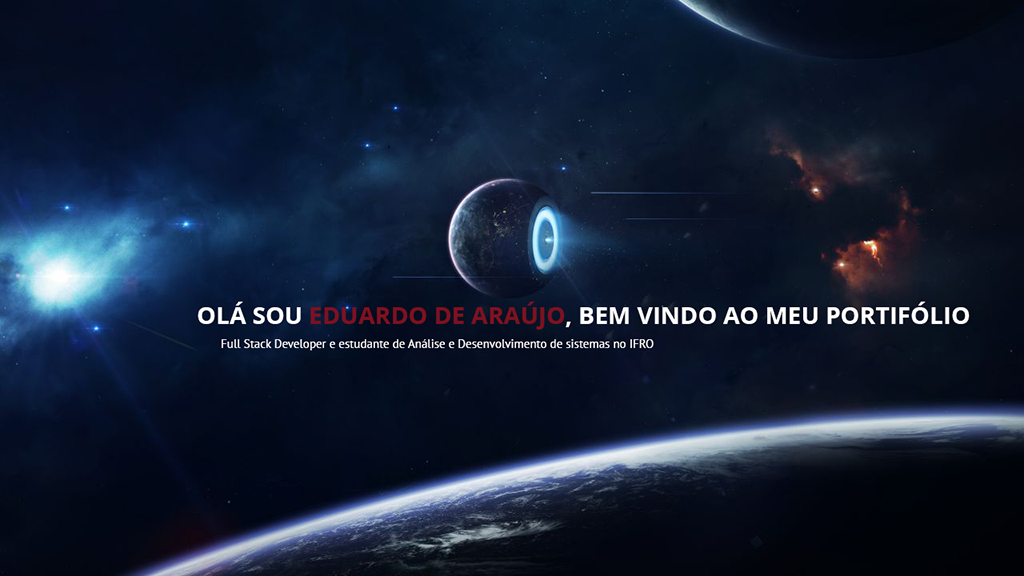 OLÁ SOU EDUARDO DE ARAÚJO, BEM VINDO AO MEU PORTIFÓLIO
Full Stack Developer e estudante de Análise e Desenvolvimento de sistemas no IFRO